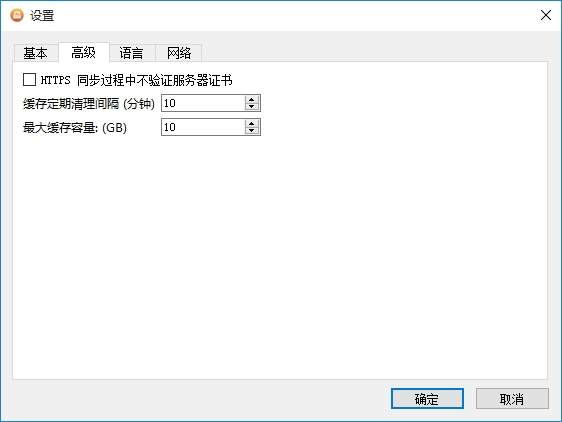 设置
基本 高级 语言 网络
HTTPS 同步过程中不验证服务器证书
缓存定期清理间隔 (分钟) 10
最大缓存容量: (GB) 10
确定 取消